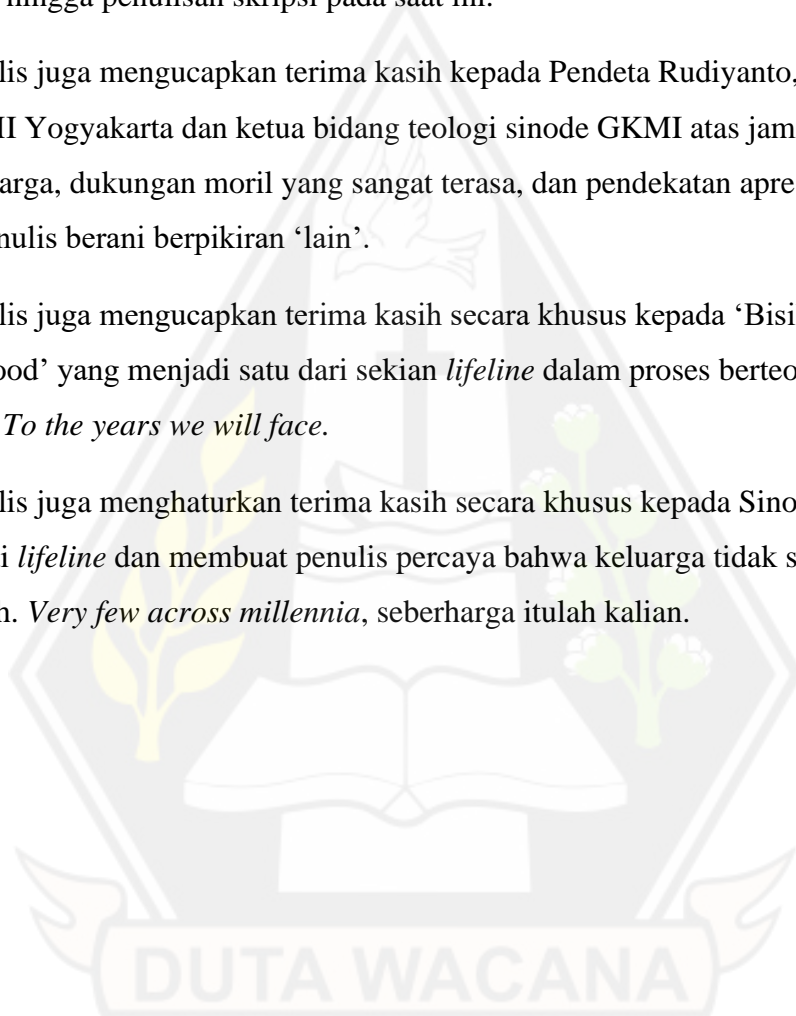 hingga penulisan skripsi pada saat ini.
lis juga mengucapkan terima kasih kepada Pendeta Rudiyanto,
II Yogyakarta dan ketua bidang teologi sinode GKMI atas jam
arga, dukungan moril yang sangat terasa, dan pendekatan apre
nulis berani berpikiran ‘lain’.
lis juga mengucapkan terima kasih secara khusus kepada ‘Bisi
ood’ yang menjadi satu dari sekian lifeline dalam proses berteo
To the years we will face.
lis juga menghaturkan terima kasih secara khusus kepada Sino
i lifeline dan membuat penulis percaya bahwa keluarga tidak s
n. Very few across millennia, seberharga itulah kalian.
DUTA WACANA